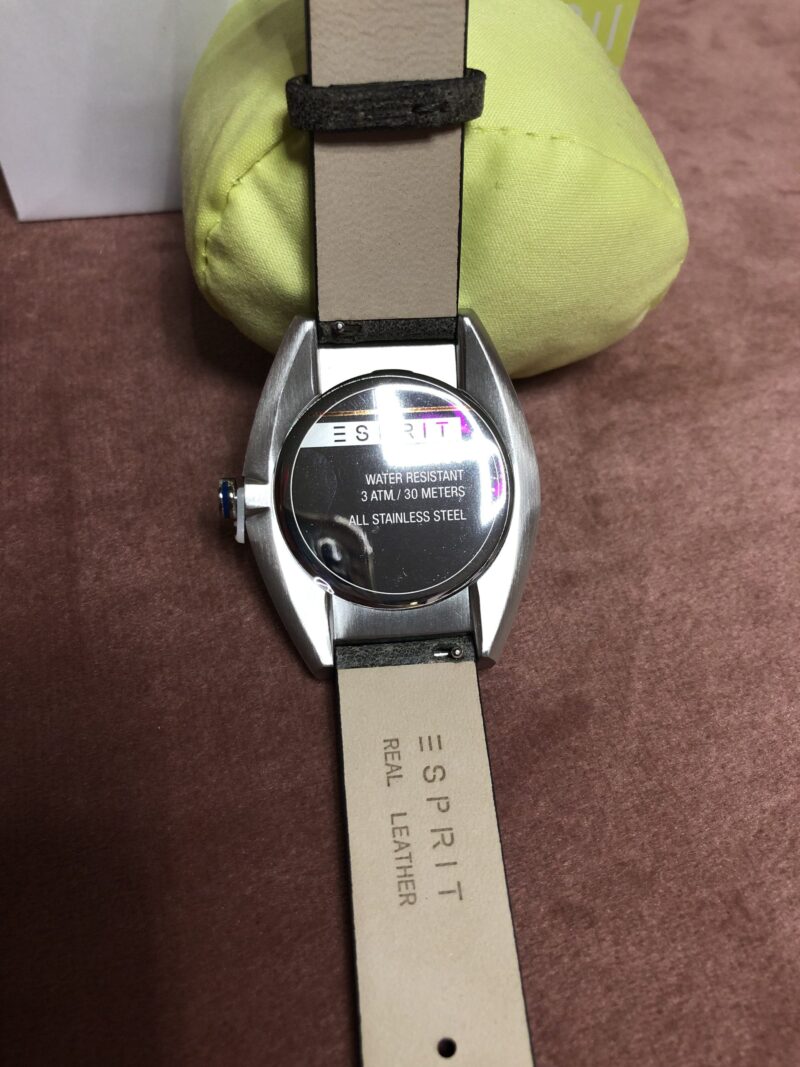 ESPRIT
WATER RESISTANT
3 ATM / 30 METERS
ALL STAINLESS STEEL
ESPRIT
REAL LEATHER